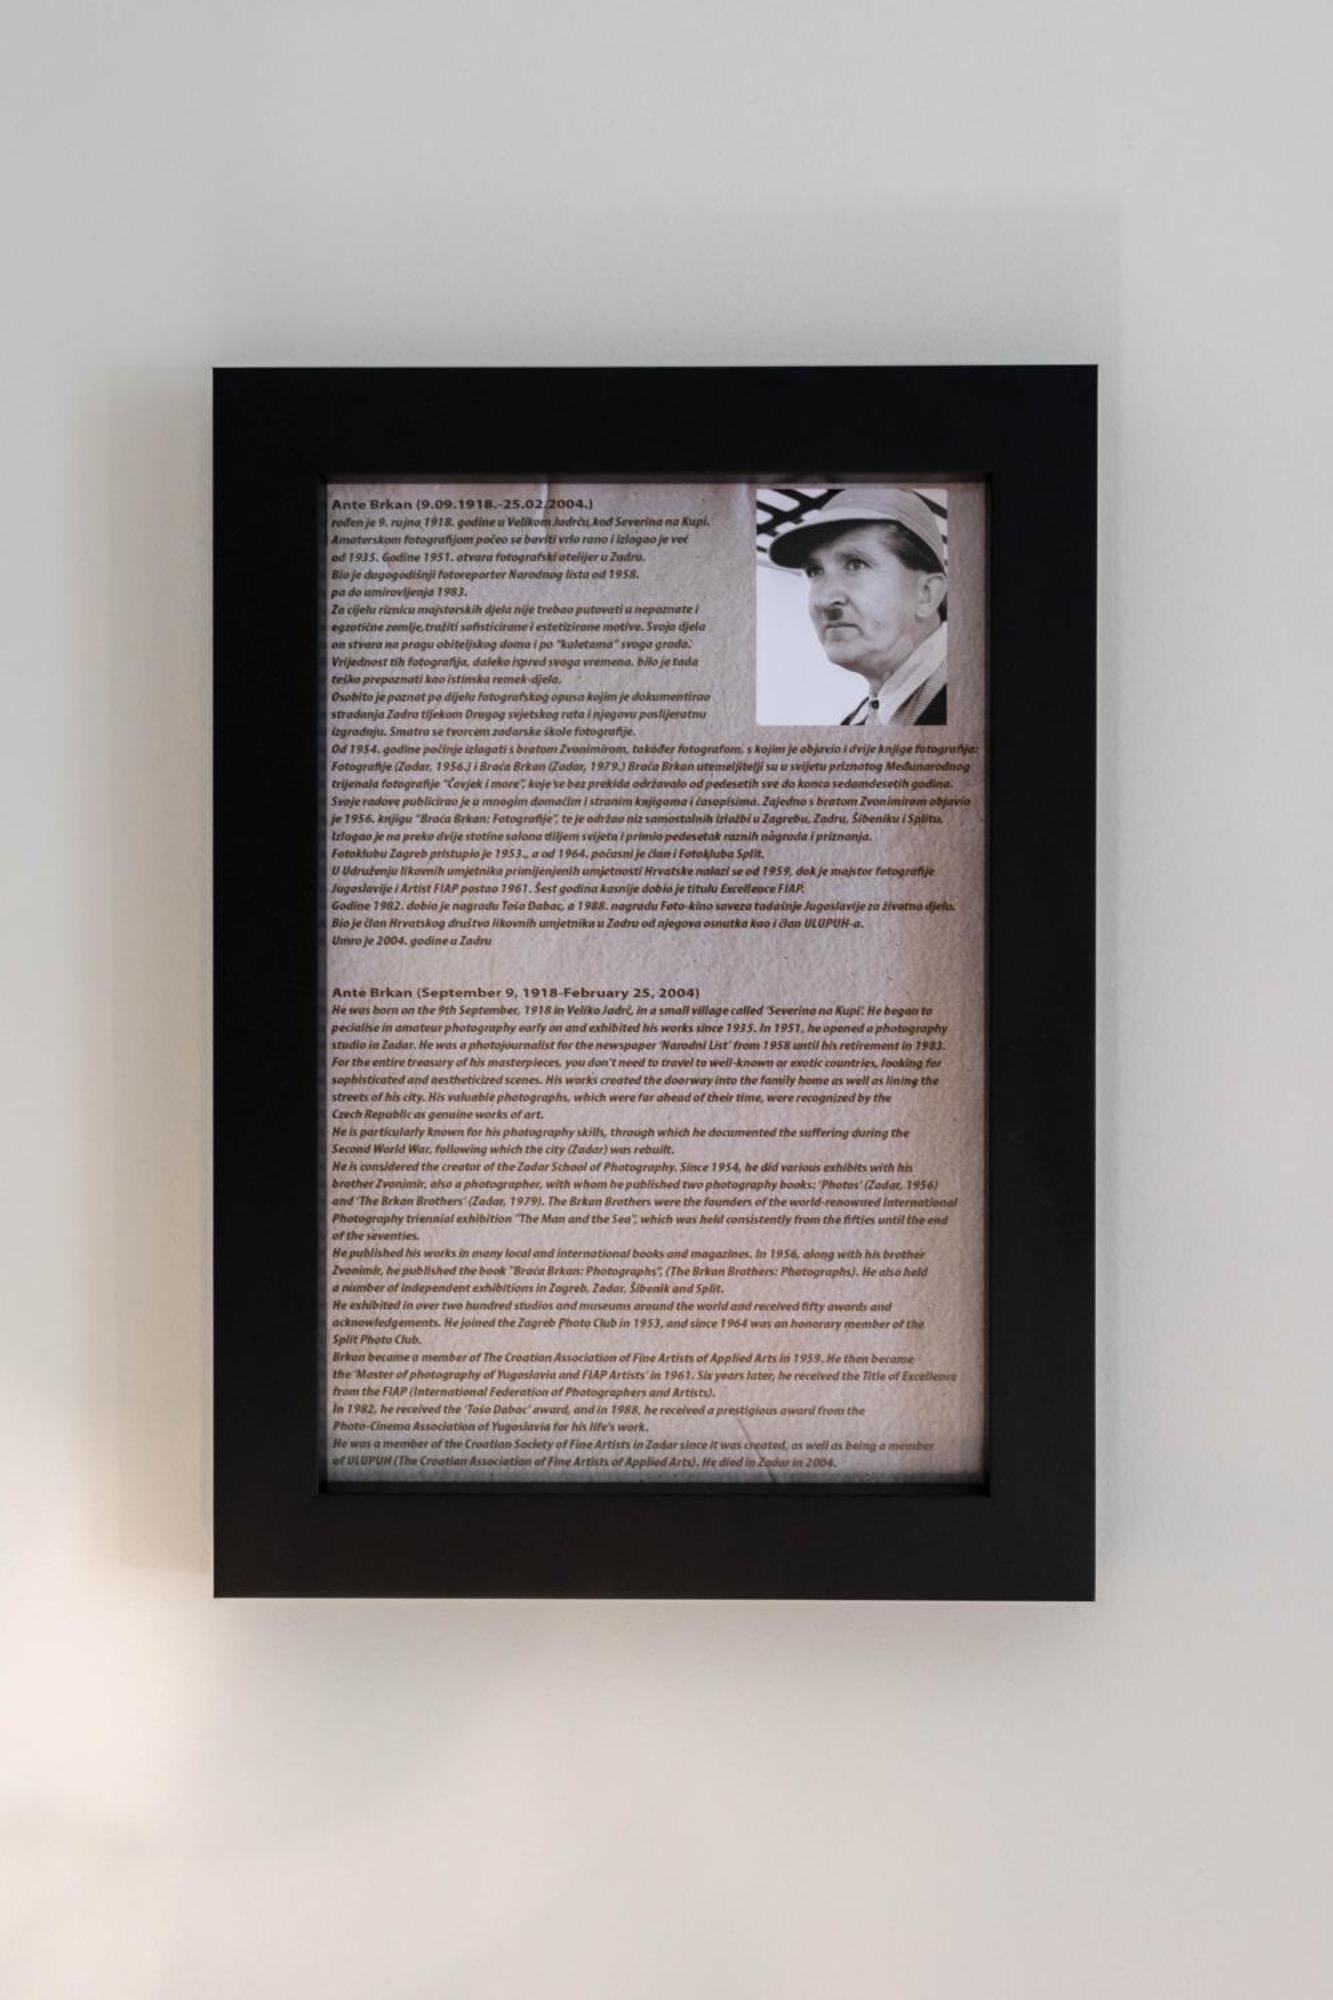 Ante Brkan (9.09.1918.-25.02.2004.)
rođen je 9. rujna 1918. godine u Velikom Jadrču, kod Severina na Kupi.
Amaterskom fotografijom počeo se baviti vrlo rano i izlagao je već
od 1935. Godine 1951. otvara fotografski atelijer u Zadru.
Bio je dugogodišnji fotoreporter Narodnog lista od 1958.
pa do umirovljenja 1983.
Za cijelu riznicu majstorskih djela nije trebao putovati u nepoznate i
egzotične zemlje, tražiti sofisticirane i estetizirane motive. Svoja djela
on stvara na pragu obiteljskog doma i po "kaletama" svoga grada.
Vrijednost tih fotografija, daleko ispred svoga vremena, bilo je tada
teško prepoznati kao istinska remek-djela.
Osobito je poznat po dijelu fotografskog opusa kojim je dokumentirao
stradanja Zadra tijekom Drugog svjetskog rata i njegovu poslijeratnu
izgradnju. Smatra se tvorcem zadarske škole fotografije.
Od 1954. godine počinje izlagati s bratom Zvonimirom, također fotografom, s kojim je objavio i dvije knjige fotografija:
Fotografije (Zadar, 1956.) i Braća Brkan (Zadar, 1979.) Braća Brkan utemeljitelji su u svijetu priznatog Međunarodnog
trijenala fotografije "Čovjek i more", koje se bez prekida održavalo od pedesetih sve do konca sedamdesetih godina.
Svoje radove publicirao je u mnogim domaćim i stranim knjigama i časopisima. Zajedno s bratom Zvonimirom objavio
je 1956. knjigu "Braća Brkan: Fotografije", te je održao niz samostalnih izložbi u Zagrebu, Zadru, Šibeniku i Splitu.
Izlagao je na preko dvije stotine salona diljem svijeta i primio pedesetak raznih nagrada i priznanja.
Fotoklubu Zagreb pristupio je 1953., a od 1964. počasni je član i Fotokluba Split.
U Udruženju likovnih umjetnika primijenjenih umjetnosti Hrvatske nalazi se od 1959, dok je majstor fotografije
Jugoslavije i Artist FIAP postao 1961. Šest godina kasnije dobio je titulu Excellence FIAP.
Godine 1982. dobio je nagradu Tošo Dabac, a 1988. nagradu Foto-kino saveza tadašnje Jugoslavije za životno djelo.
Bio je član Hrvatskog društva likovnih umjetnika u Zadru od njegova osnutka kao i član ULUPUH-a.
Umro je 2004. godine u Zadru
Ante Brkan (September 9, 1918-February 25, 2004)
He was born on the 9th September, 1918 in Veliko Jadrč, in a small village called 'Severina na Kupi'. He began to
pecialise in amateur photography early on and exhibited his works since 1935. In 1951, he opened a photography
studio in Zadar. He was a photojournalist for the newspaper 'Narodni List' from 1958 until his retirement in 1983.
For the entire treasury of his masterpieces, you don't need to travel to well-known or exotic countries, looking for
sophisticated and aestheticized scenes. His works created the doorway into the family home as well as lining the
streets of his city. His valuable photographs, which were far ahead of their time, were recognized by the
Czech Republic as genuine works of art.
He is particularly known for his photography skills, through which he documented the suffering during the
Second World War, following which the city (Zadar) was rebuilt.
He is considered the creator of the Zadar School of Photography. Since 1954, he did various exhibits with his
brother Zvonimir, also a photographer, with whom he published two photography books: 'Photos' (Zadar, 1956)
and 'The Brkan Brothers' (Zadar, 1979). The Brkan Brothers were the founders of the world-renowned International
Photography triennial exhibition "The Man and the Sea", which was held consistently from the fifties until the end
of the seventies.
He published his works in many local and international books and magazines. In 1956, along with his brother
Zvonimir, he published the book "Braća Brkan: Photographs", (The Brkan Brothers: Photographs). He also held
a number of independent exhibitions in Zagreb, Zadar, Šibenik and Split.
He exhibited in over two hundred studios and museums around the world and received fifty awards and
acknowledgements. He joined the Zagreb Photo Club in 1953, and since 1964 was an honorary member of the
Split Photo Club.
Brkan became a member of The Croatian Association of Fine Artists of Applied Arts in 1959. He then became
the 'Master of photography of Yugoslavia and FIAP Artists' in 1961. Six years later, he received the Title of Excellence
from the FIAP (International Federation of Photographers and Artists).
In 1982, he received the 'Tošo Dabac' award, and in 1988, he received a prestigious award from the
Photo-Cinema Association of Yugoslavia for his life's work.
He was a member of the Croatian Society of Fine Artists in Zadar since it was created, as well as being a member
of ULUPUH (The Croatian Association of Fine Artists of Applied Arts). He died in Zadar in 2004.